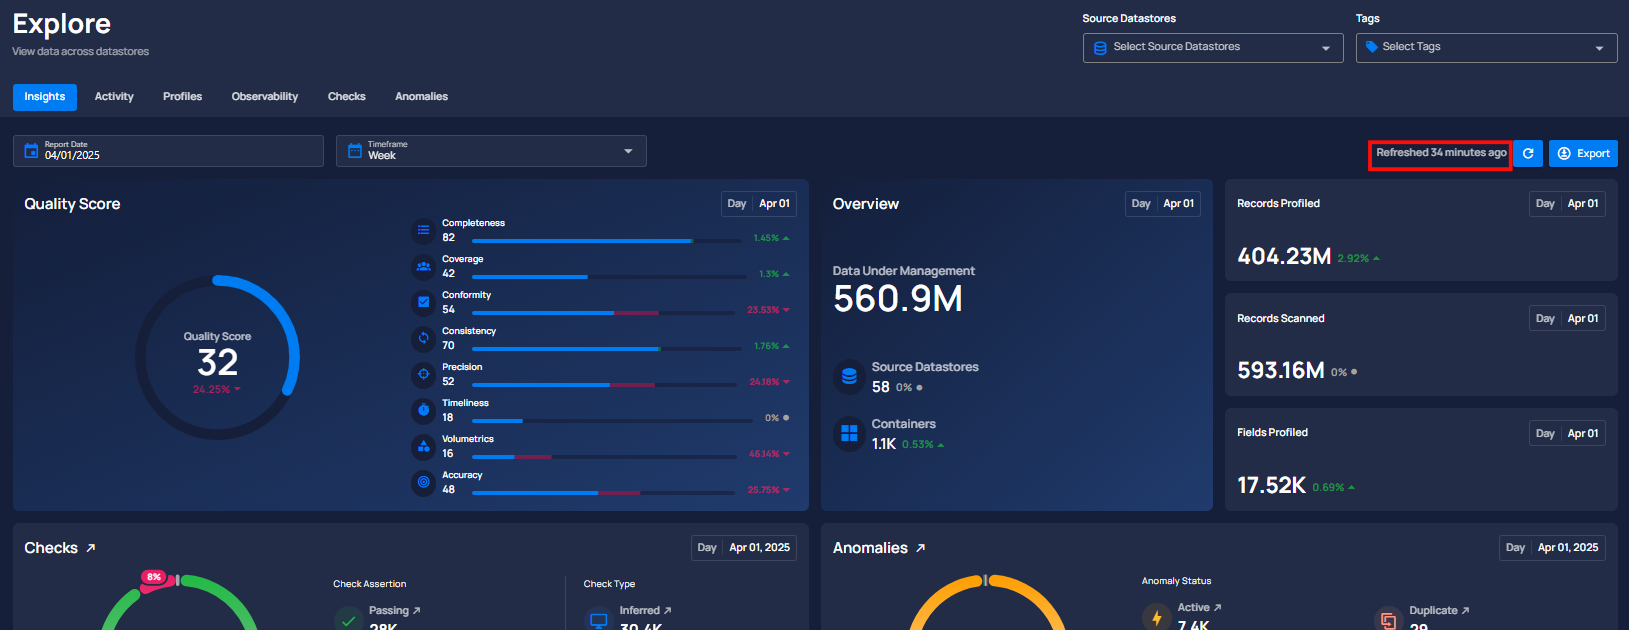 Explore
View data across datastores
Source Datastores
Select Source Datastores
Tags
Select Tags
Insights
Activity
Profiles
Observability
Checks
Anomalies
Report Date
04/01/2025
Timeframe
Week
Refreshed 34 minutes ago
Export
Quality Score
Day Apr 01
Quality Score
32
24.25%
Completeness
82
1.45%
Coverage
42
1.3%
Conformity
54
23.53%
Consistency
70
1.76%
Precision
52
24.18%
Timeliness
18
0%
Volumetrics
16
46.14%
Accuracy
48
25.75%
Overview
Day Apr 01
Data Under Management
560.9M
Source Datastores
58 0%
Containers
1.1K 0.53%
Records Profiled
Day Apr 01
404.23M 2.92%
Records Scanned
Day Apr 01
593.16M 0%
Fields Profiled
Day Apr 01
17.52K 0.69%
Checks
Day Apr 01, 2025
8%
Check Assertion
Passing
28K
Check Type
Inferred
30.4K
Anomalies
Day Apr 01, 2025
Anomaly Status
Active
7.4K
Duplicate
29